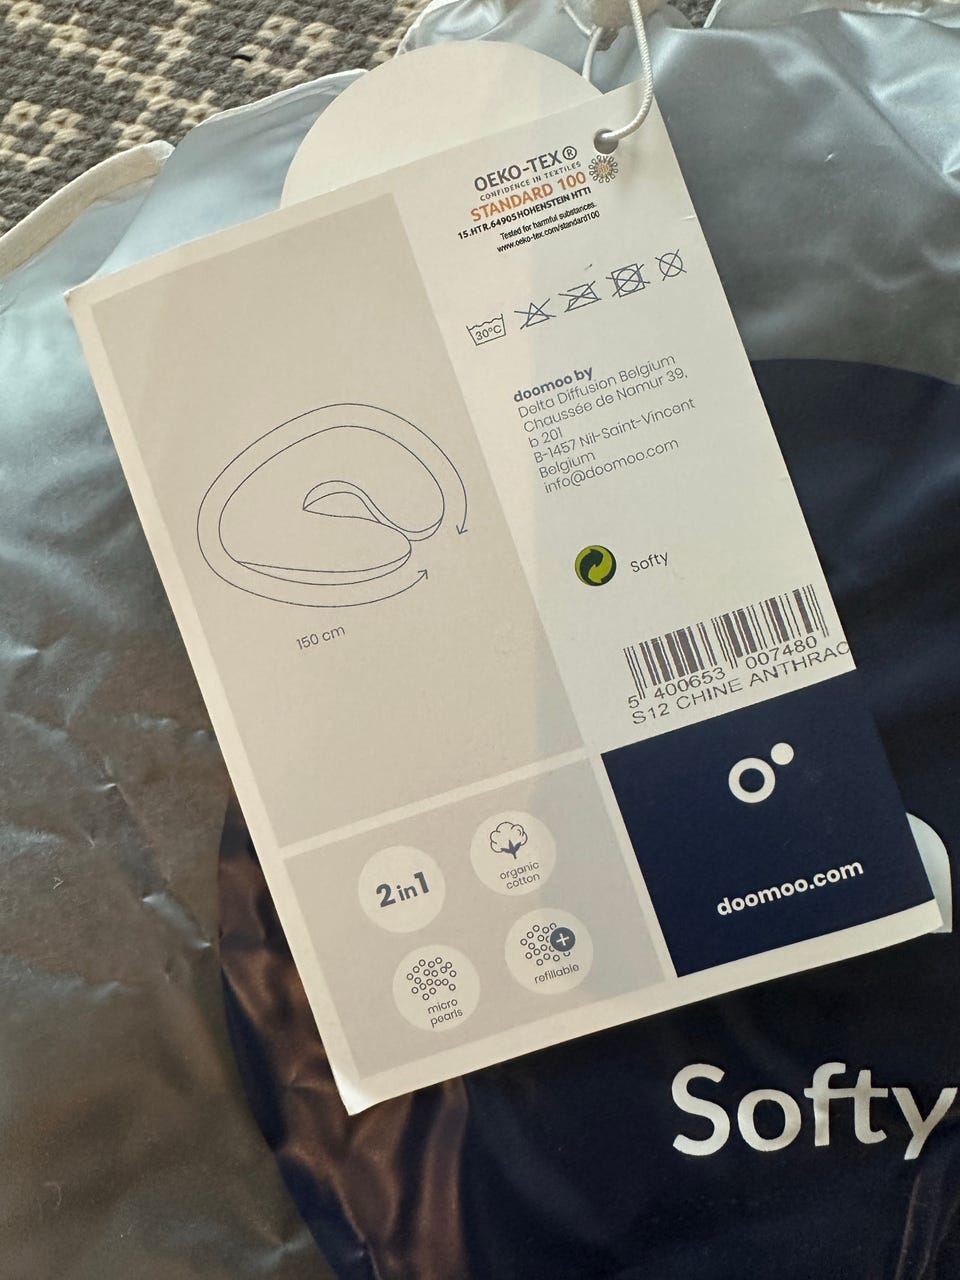 OEKO-TEX®
CONFIDENCE IN TEXTILES
STANDARD 100
15.HTR.64905 HOHENSTEIN HTTI
Tested for harmful substances.
www.oeko-tex.com/standard100
30°C
doomoo by
Delta Diffusion Belgium
Chaussée de Namur 39,
b 201
B-1457 Nil-Saint-Vincent
Belgium
info@doomoo.com
Softy
150 cm
5 400653 007480
S12 CHINE ANTHRAC
2 in 1
organic
cotton
micro
pearls
refillable
doomoo.com
Softy